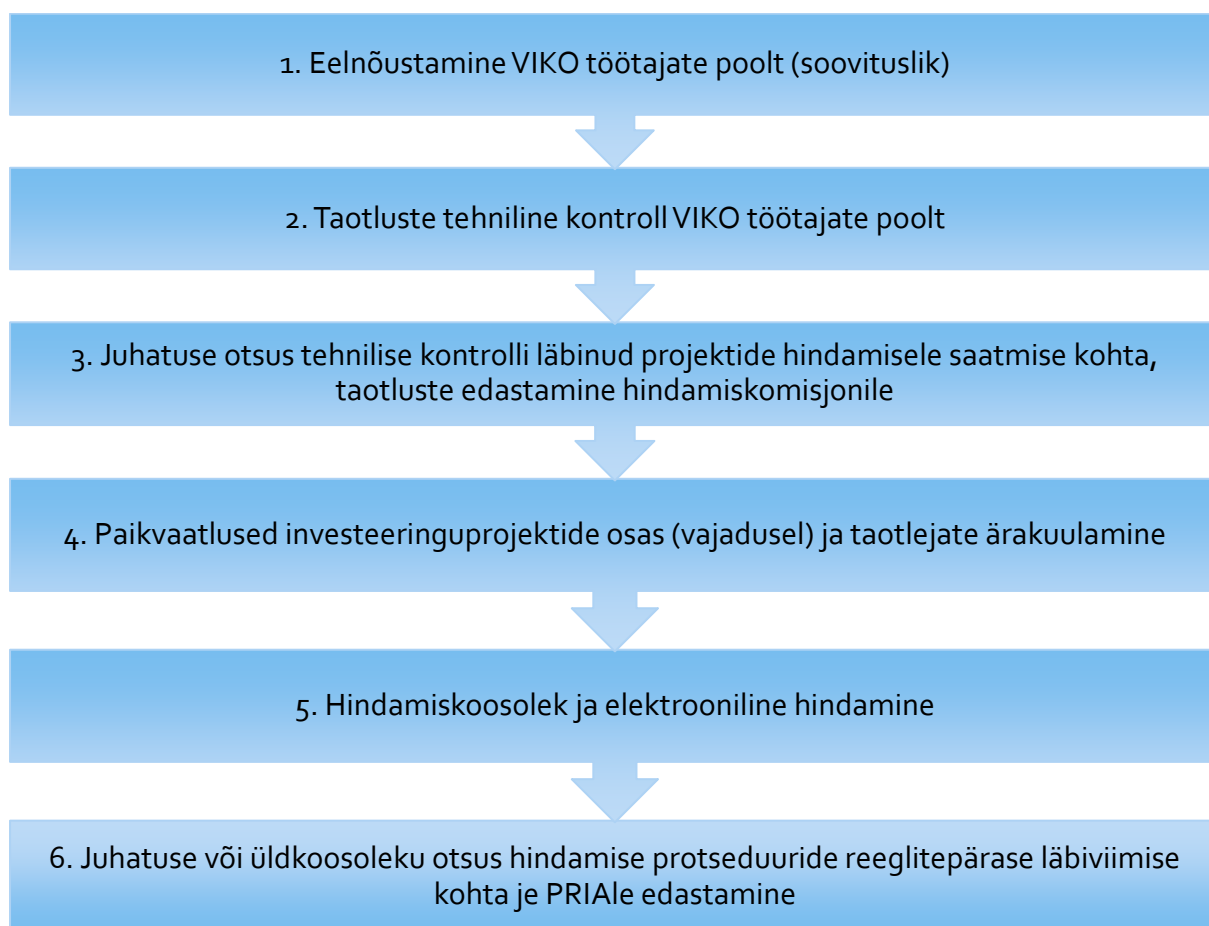 1. Eelnõustamine VIKO töötajate poolt (soovituslik)
2. Taotluste tehniline kontroll VIKO töötajate poolt
3. Juhatuse otsus tehnilise kontrolli läbinud projektide hindamisele saatmise kohta,
taotluste edastamine hindamiskomisjonile
4. Paikvaatlused investeeringuprojektide osas (vajadusel) ja taotlejate ärakuulamine
5. Hindamiskoosolek ja elektrooniline hindamine
6. Juhatuse või üldkoosoleku otsus hindamise protseduuride reeglitepärase läbiviimise
kohta je PRIAle edastamine